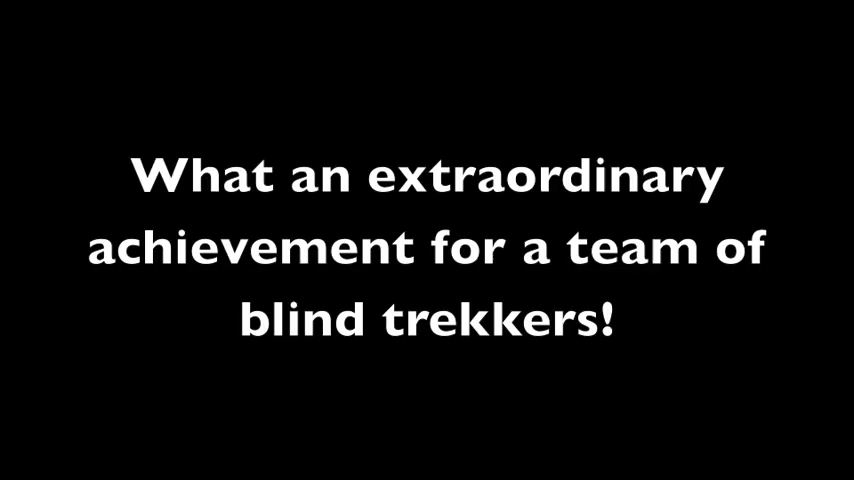 What an extraordinary
achievement for a team of
blind trekkers!